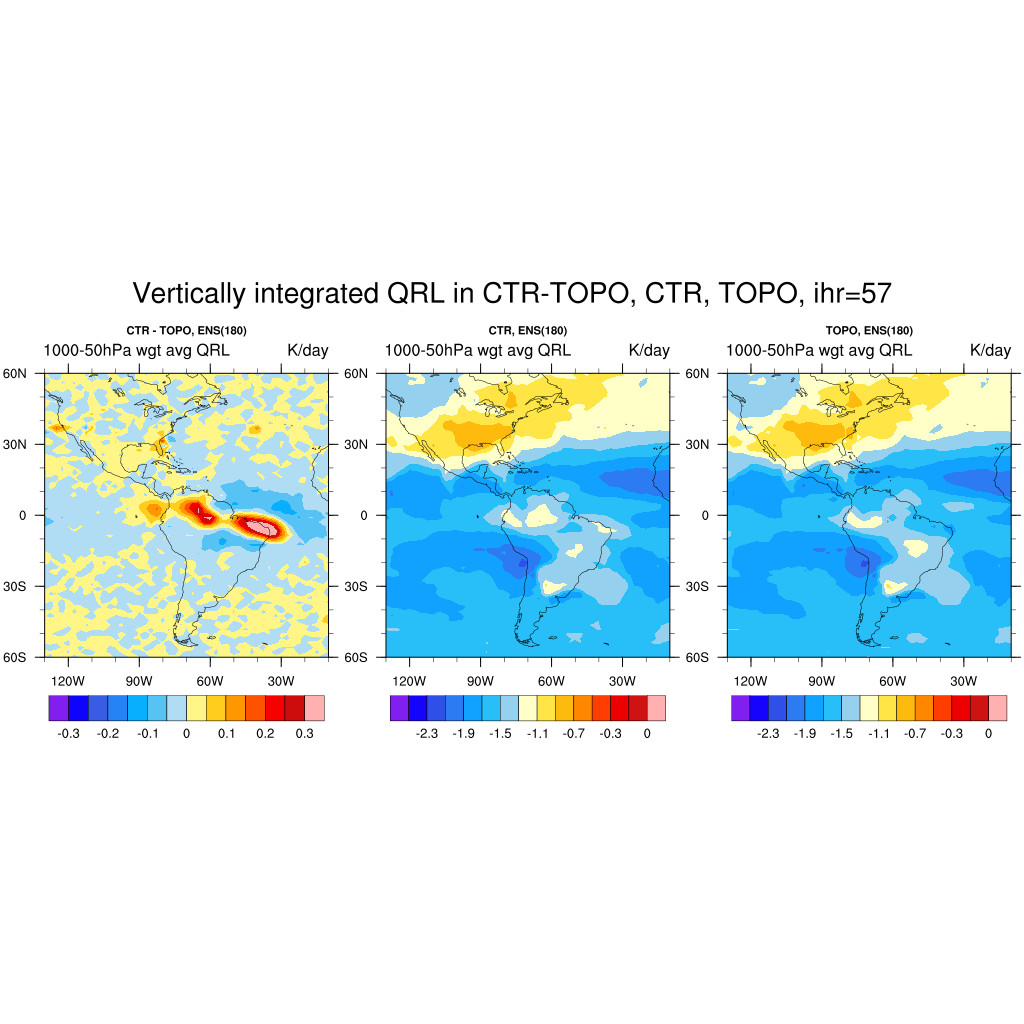 Vertically integrated QRL in CTR-TOPO, CTR, TOPO, ihr=57
CTR - TOPO, ENS(180)
1000-50hPa wgt avg QRL K/day
60N
30N
0
30S
60S
120W 90W 60W 30W
-0.3 -0.2 -0.1 0 0.1 0.2 0.3
CTR, ENS(180)
1000-50hPa wgt avg QRL K/day
60N
30N
0
30S
60S
120W 90W 60W 30W
-2.3 -1.9 -1.5 -1.1 -0.7 -0.3 0
TOPO, ENS(180)
1000-50hPa wgt avg QRL K/day
60N
30N
0
30S
60S
120W 90W 60W 30W
-2.3 -1.9 -1.5 -1.1 -0.7 -0.3 0